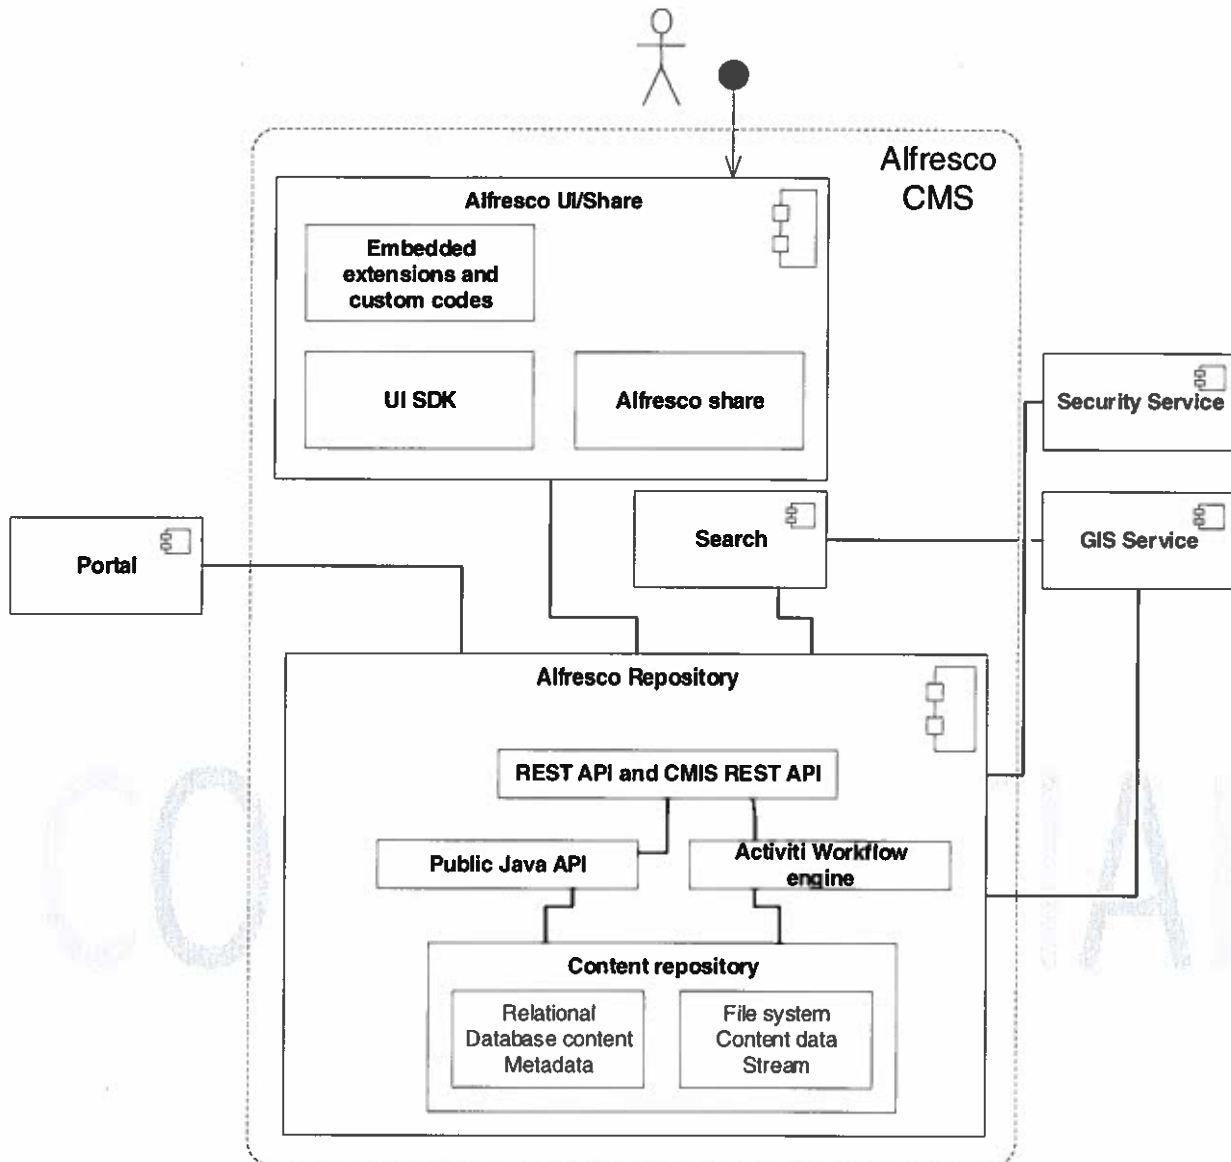 Alfresco
CMS
Alfresco UI/Share
Embedded
extensions and
custom codes
UI SDK
Alfresco share
Security Service
Search
GIS Service
Portal
Alfresco Repository
REST API and CMIS REST API
Public Java API
Activiti Workflow
engine
Content repository
Relational
Database content
Metadata
File system
Content data
Stream